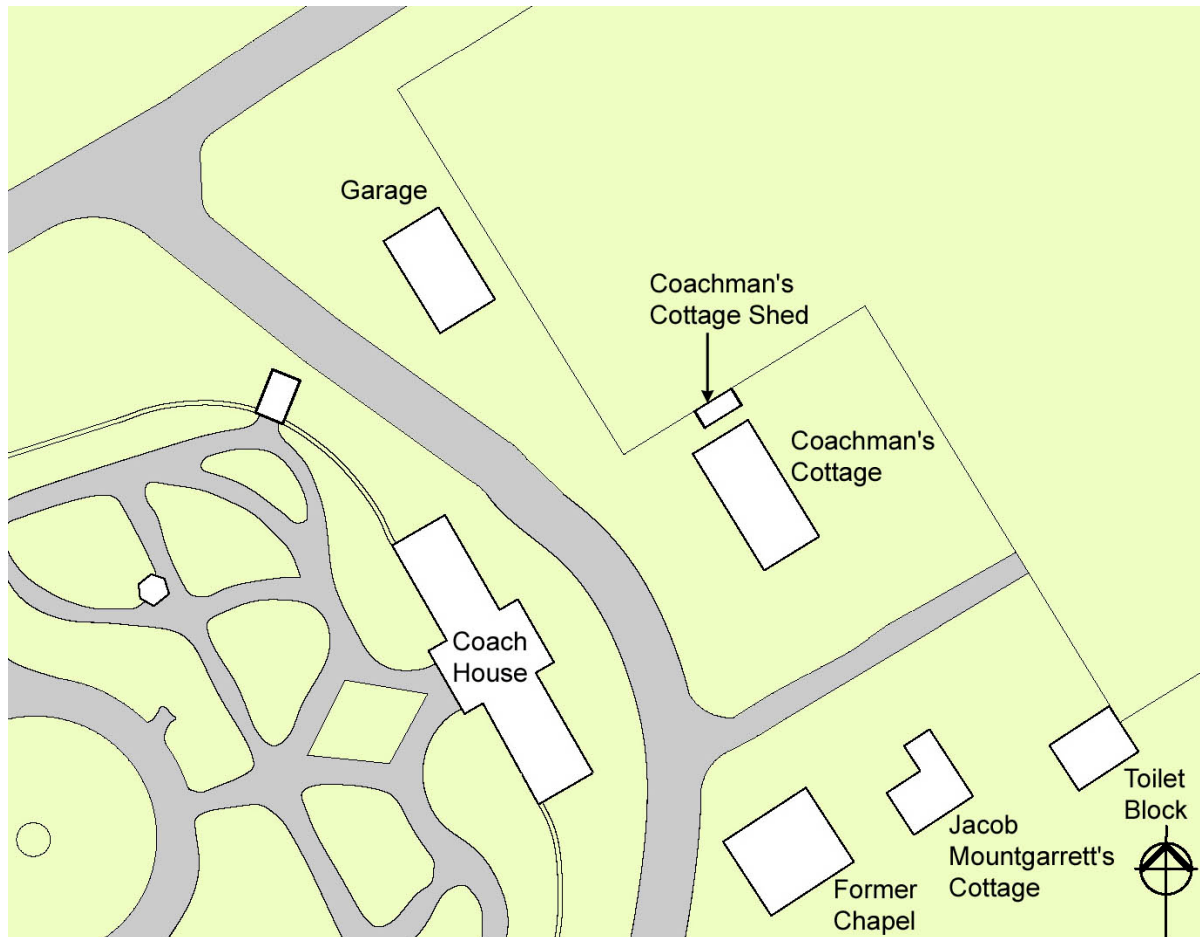 Garage
Coachman's
Cottage Shed
Coachman's
Cottage
Coach
House
Toilet
Block
Jacob
Mountgarrett's
Cottage
Former
Chapel